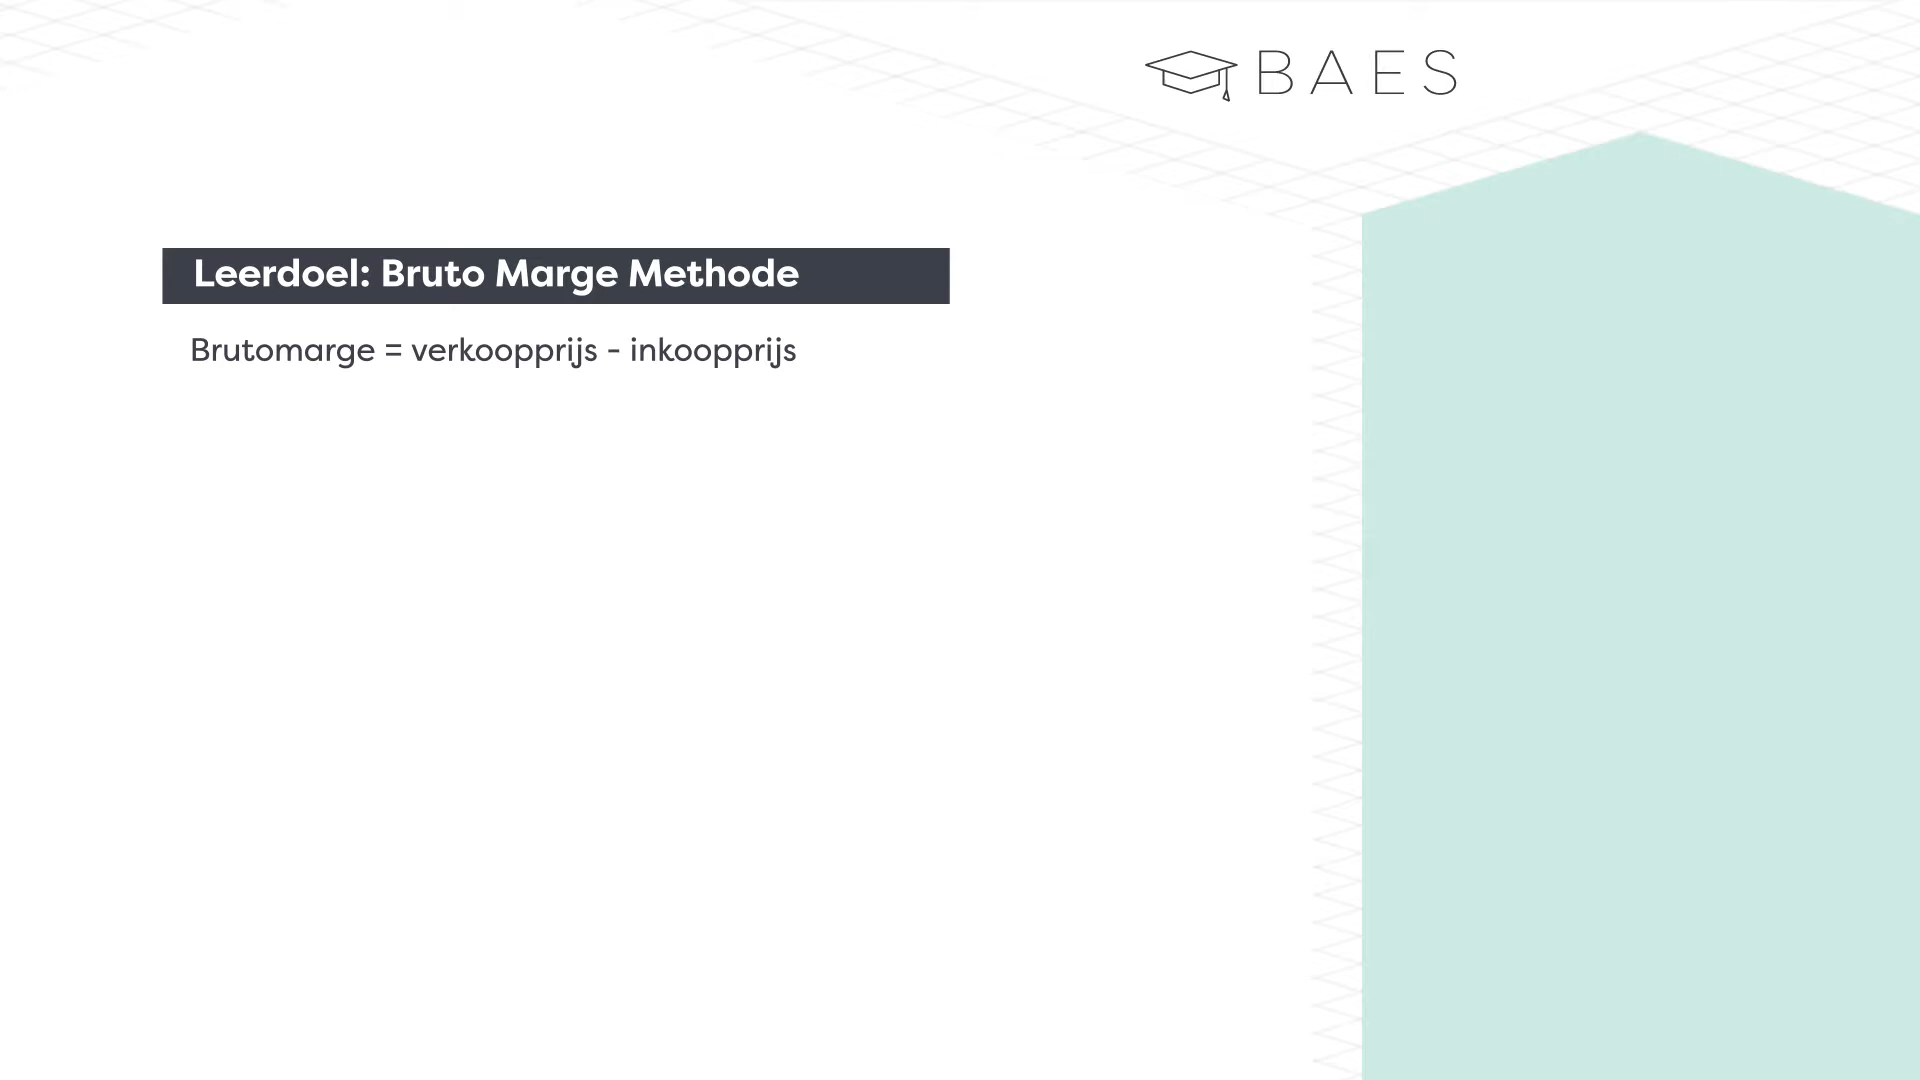 BAES
Leerdoel: Bruto Marge Methode
Brutomarge = verkoopprijs - inkoopprijs